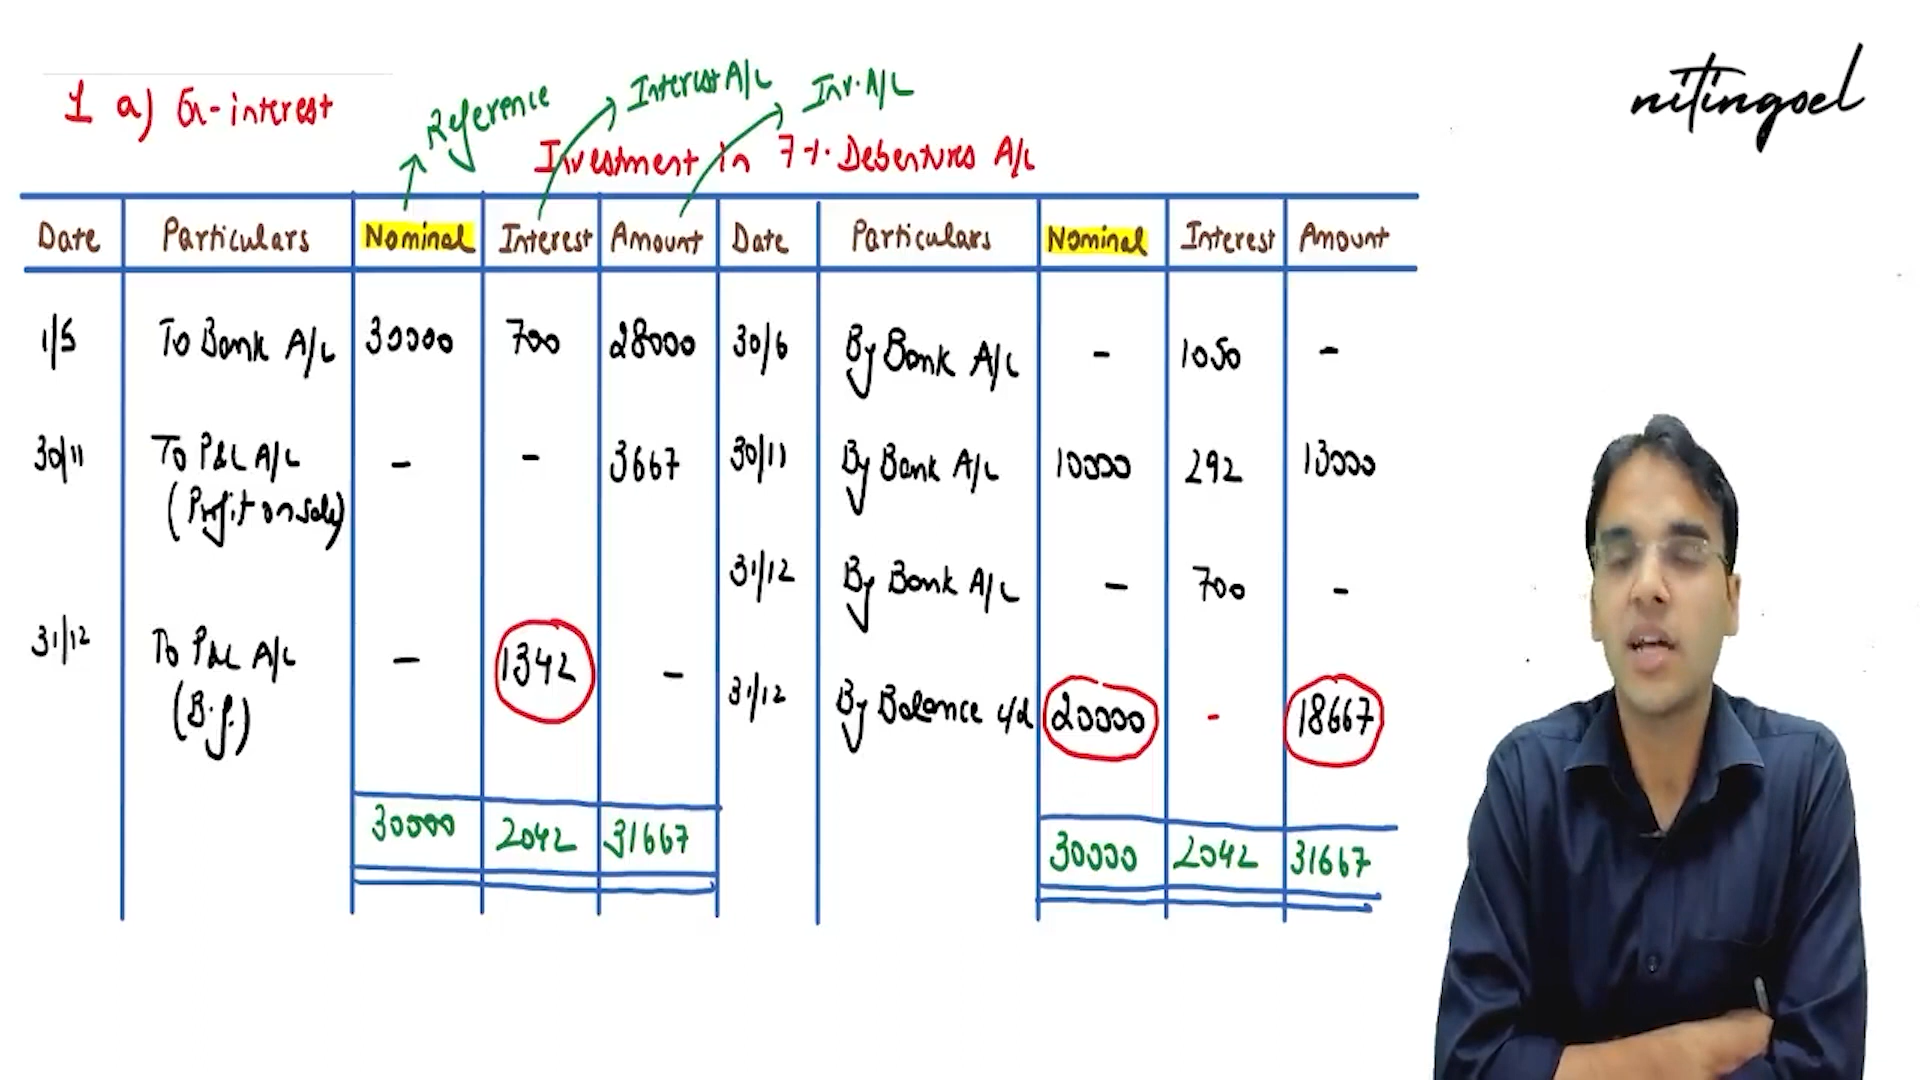 1 a) Ex-interest
Reference
Interest A/c
Inv. A/c
nitingoel
Investment in 7%. Debentures A/c
Date Particulars Nominal Interest Amount Date Particulars Nominal Interest Amount
1/5 To Bank A/c 30000 700 28000 30/6 By Bank A/c - 1050 -
30/11 To P&L A/c - - 3667 30/11 By Bank A/c 10000 292 13000
(Profit on sale)
31/12 By Bank A/c - 700 -
31/12 To P&L A/c - 1342 - 31/12 By Balance c/d 20000 - 18667
(B.f.)
30000 2042 31667 30000 2042 31667